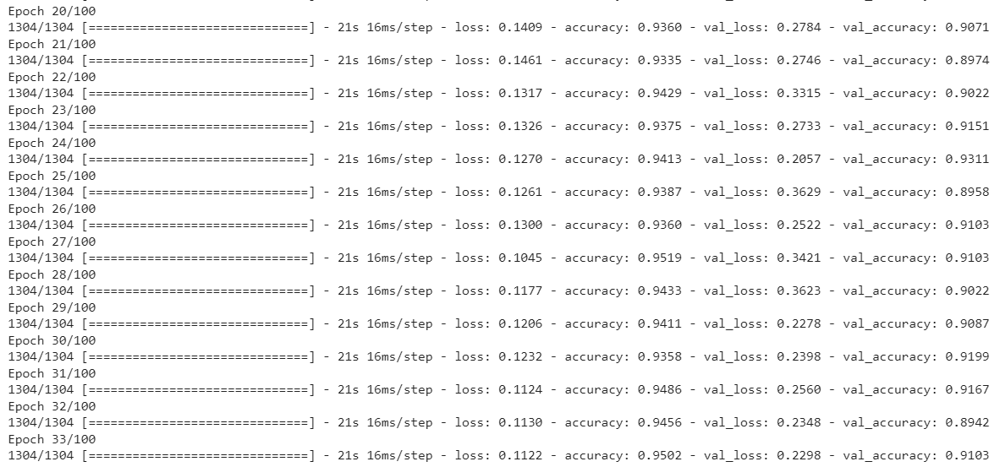 Epoch 20/100
1304/1304 [==============================] - 21s 16ms/step - loss: 0.1409 - accuracy: 0.9360 - val_loss: 0.2784 - val_accuracy: 0.9071
Epoch 21/100
1304/1304 [==============================] - 21s 16ms/step - loss: 0.1461 - accuracy: 0.9335 - val_loss: 0.2746 - val_accuracy: 0.8974
Epoch 22/100
1304/1304 [==============================] - 21s 16ms/step - loss: 0.1317 - accuracy: 0.9429 - val_loss: 0.3315 - val_accuracy: 0.9022
Epoch 23/100
1304/1304 [==============================] - 21s 16ms/step - loss: 0.1326 - accuracy: 0.9375 - val_loss: 0.2733 - val_accuracy: 0.9151
Epoch 24/100
1304/1304 [==============================] - 21s 16ms/step - loss: 0.1270 - accuracy: 0.9413 - val_loss: 0.2057 - val_accuracy: 0.9311
Epoch 25/100
1304/1304 [==============================] - 21s 16ms/step - loss: 0.1261 - accuracy: 0.9387 - val_loss: 0.3629 - val_accuracy: 0.8958
Epoch 26/100
1304/1304 [==============================] - 21s 16ms/step - loss: 0.1300 - accuracy: 0.9360 - val_loss: 0.2522 - val_accuracy: 0.9103
Epoch 27/100
1304/1304 [==============================] - 21s 16ms/step - loss: 0.1045 - accuracy: 0.9519 - val_loss: 0.3421 - val_accuracy: 0.9103
Epoch 28/100
1304/1304 [==============================] - 21s 16ms/step - loss: 0.1177 - accuracy: 0.9433 - val_loss: 0.3623 - val_accuracy: 0.9022
Epoch 29/100
1304/1304 [==============================] - 21s 16ms/step - loss: 0.1206 - accuracy: 0.9411 - val_loss: 0.2278 - val_accuracy: 0.9087
Epoch 30/100
1304/1304 [==============================] - 21s 16ms/step - loss: 0.1232 - accuracy: 0.9358 - val_loss: 0.2398 - val_accuracy: 0.9199
Epoch 31/100
1304/1304 [==============================] - 21s 16ms/step - loss: 0.1124 - accuracy: 0.9486 - val_loss: 0.2560 - val_accuracy: 0.9167
Epoch 32/100
1304/1304 [==============================] - 21s 16ms/step - loss: 0.1130 - accuracy: 0.9456 - val_loss: 0.2348 - val_accuracy: 0.8942
Epoch 33/100
1304/1304 [==============================] - 21s 16ms/step - loss: 0.1122 - accuracy: 0.9502 - val_loss: 0.2298 - val_accuracy: 0.9103